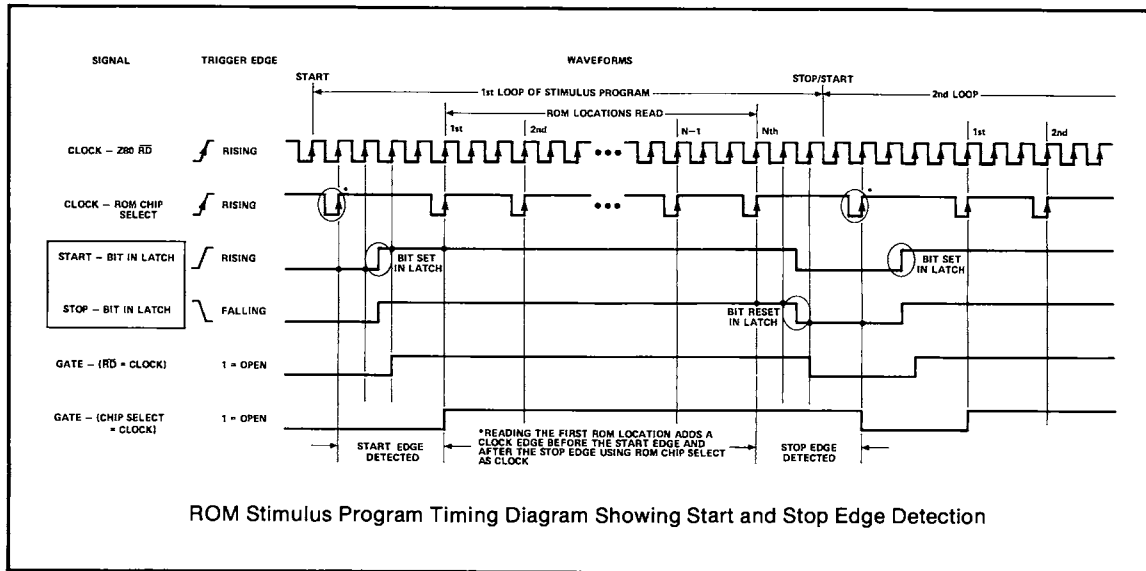 SIGNAL TRIGGER EDGE WAVEFORMS
START STOP/START
1st LOOP OF STIMULUS PROGRAM 2nd LOOP
ROM LOCATIONS READ
1st 2nd N–1 Nth 1st 2nd
CLOCK – Z80 R̅D̅ RISING
CLOCK – ROM CHIP SELECT RISING
* *
START – BIT IN LATCH RISING
BIT SET IN LATCH
BIT SET IN LATCH
STOP – BIT IN LATCH FALLING
BIT RESET IN LATCH
GATE – (R̅D̅ = CLOCK) 1 = OPEN
GATE – (CHIP SELECT = CLOCK) 1 = OPEN
START EDGE DETECTED
*READING THE FIRST ROM LOCATION ADDS A
CLOCK EDGE BEFORE THE START EDGE AND
AFTER THE STOP EDGE USING ROM CHIP SELECT
AS CLOCK
STOP EDGE DETECTED
ROM Stimulus Program Timing Diagram Showing Start and Stop Edge Detection